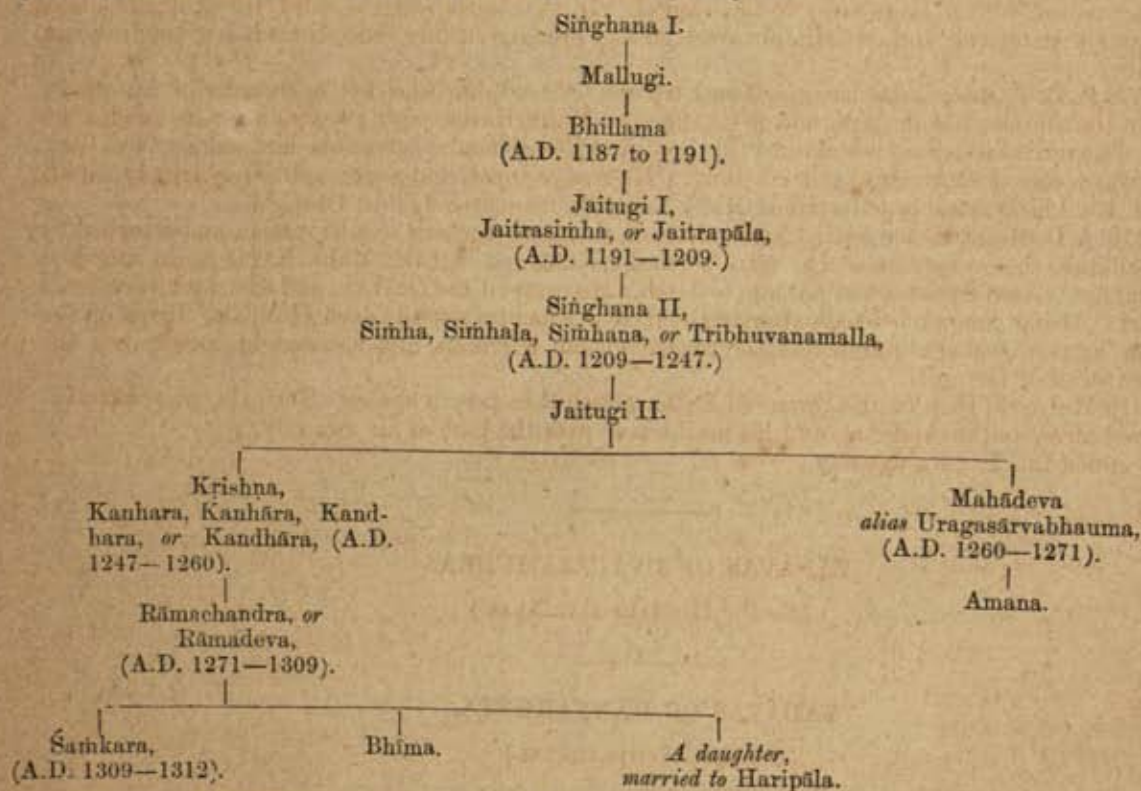 Siṅghana I.
Mallugi.
Bhillama
(A.D. 1187 to 1191).
Jaitugi I,
Jaitrasiṁha, or Jaitrapāla,
(A.D. 1191—1209.)
Siṅghana II,
Siṁha, Siṁhala, Siṁhana, or Tribhuvanamalla,
(A.D. 1209—1247.)
Jaitugi II.
Kṛishṇa,
Kanhara, Kanhāra, Kand-
hara, or Kandhāra, (A.D.
1247—1260).
Mahādeva
alias Uragasārvabhauma,
(A.D. 1260—1271).
Rāmachandra, or
Rāmadeva,
(A.D. 1271—1309).
Amana.
Śaṁkara,
(A.D. 1309—1312).
Bhīma.
A daughter,
married to Haripāla.